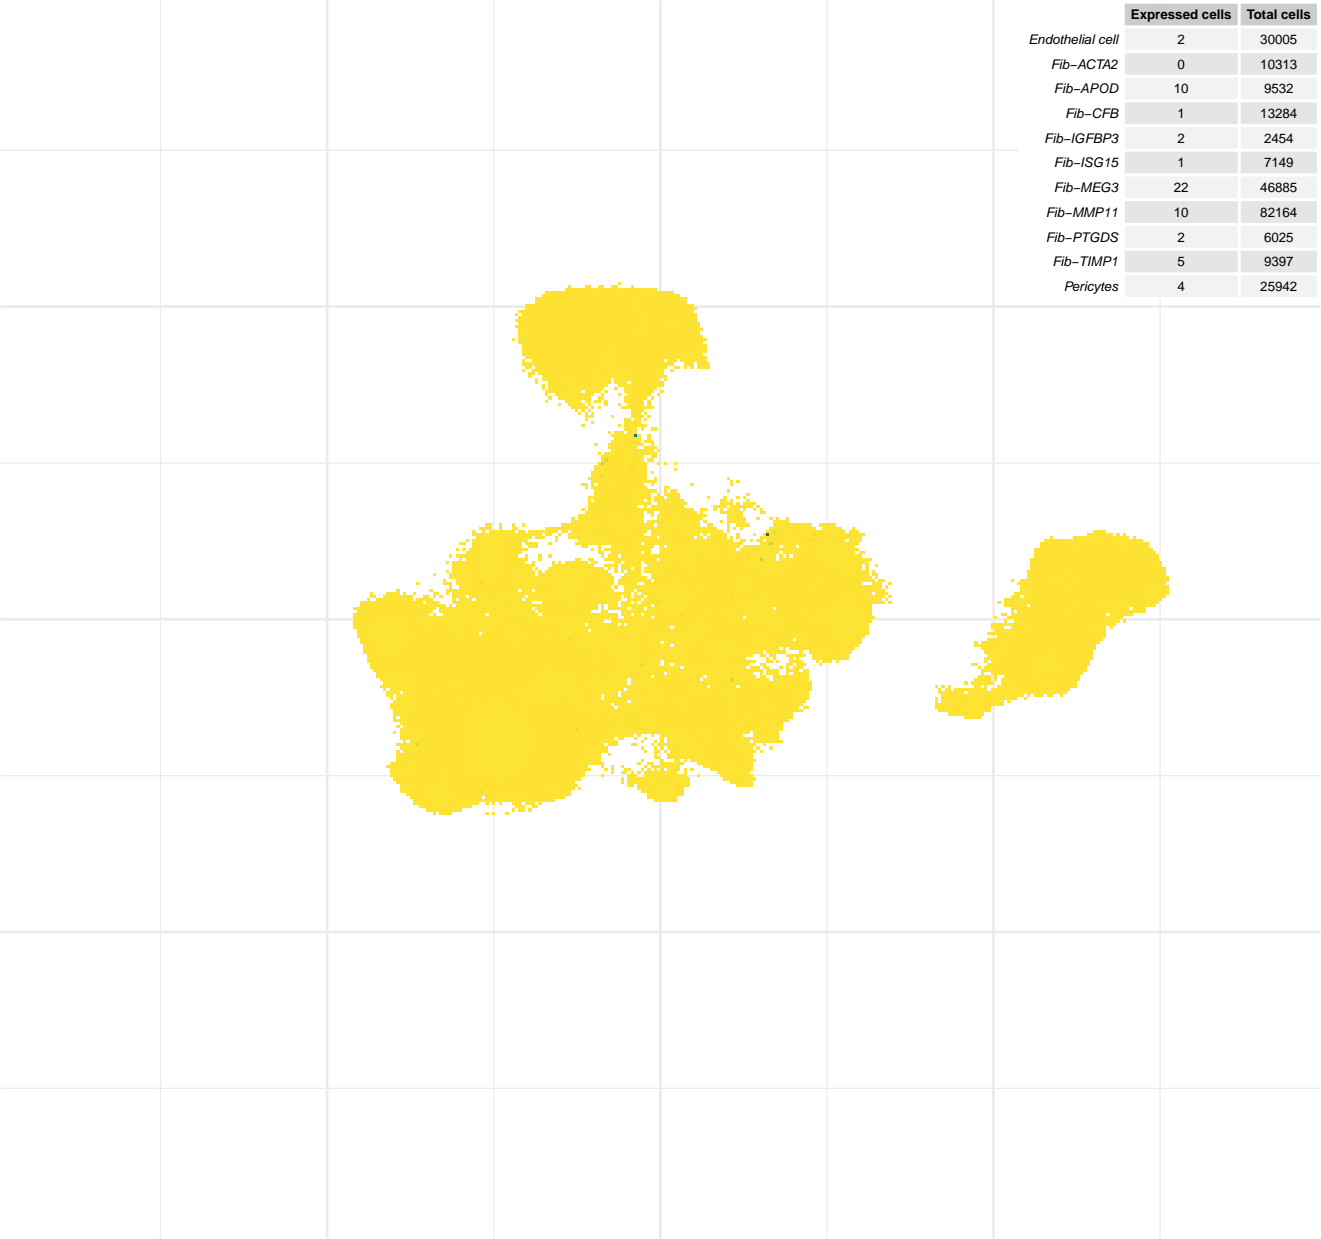 Expressed cells Total cells
Endothelial cell 2 30005
Fib−ACTA2 0 10313
Fib−APOD 10 9532
Fib−CFB 1 13284
Fib−IGFBP3 2 2454
Fib−ISG15 1 7149
Fib−MEG3 22 46885
Fib−MMP11 10 82164
Fib−PTGDS 2 6025
Fib−TIMP1 5 9397
Pericytes 4 25942